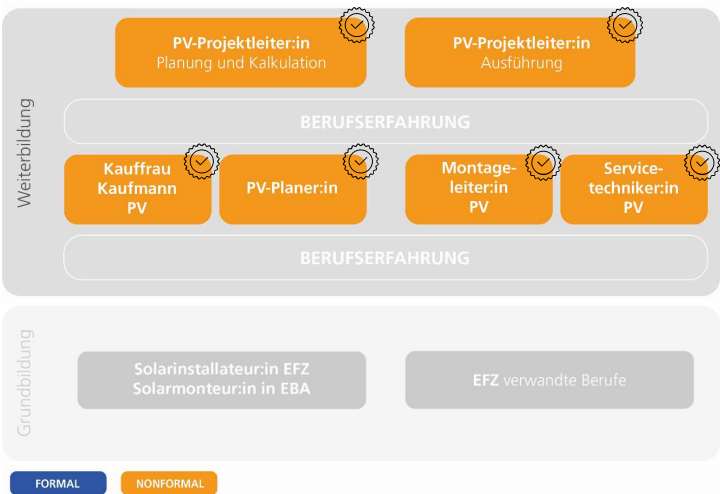 Weiterbildung
PV-Projektleiter:in
Planung und Kalkulation
PV-Projektleiter:in
Ausführung
BERUFSERFAHRUNG
Kauffrau
Kaufmann
PV
PV-Planer:in
Montage-
leiter:in
PV
Service-
techniker:in
PV
BERUFSERFAHRUNG
Grundbildung
Solarinstallateur:in EFZ
Solarmonteur:in in EBA
EFZ verwandte Berufe
FORMAL
NONFORMAL